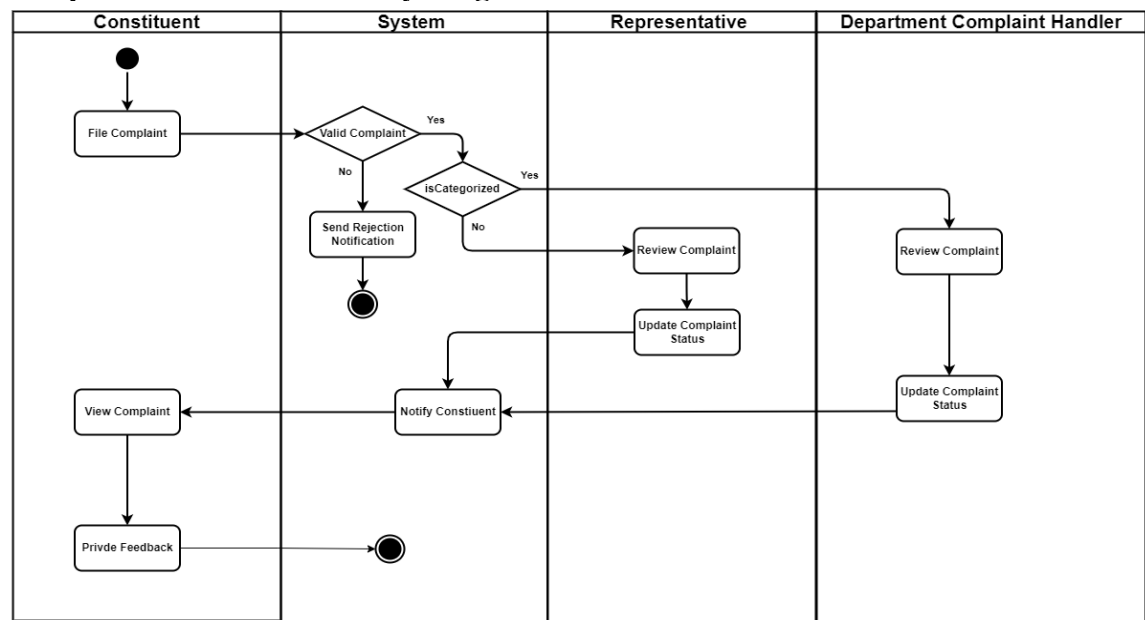 Constituent
System
Representative
Department Complaint Handler
File Complaint
Valid Complaint
Yes
No
isCategorized
Yes
No
Send Rejection
Notification
Review Complaint
Review Complaint
Update Complaint
Status
Update Complaint
Status
View Complaint
Notify Constiuent
Privde Feedback